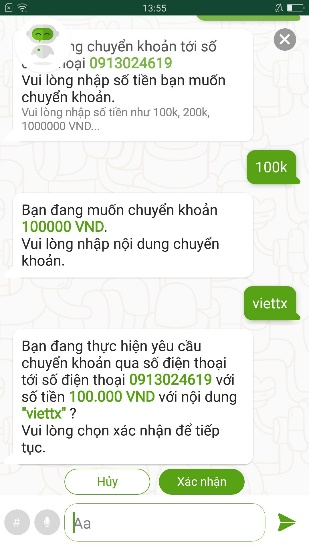 13:55
ng chuyển khoản tới số
oại 0913024619
Vui lòng nhập số tiền bạn muốn
chuyển khoản.
Vui lòng nhập số tiền như 100k, 200k,
1000000 VND...
100k
Bạn đang muốn chuyển khoản
100000 VND.
Vui lòng nhập nội dung chuyển
khoản.
viettx
Bạn đang thực hiện yêu cầu
chuyển khoản qua số điện thoại
tới số điện thoại 0913024619 với
số tiền 100.000 VND với nội dung
"viettx" ?
Vui lòng chọn xác nhận để tiếp
tục.
Hủy Xác nhận
# Aa